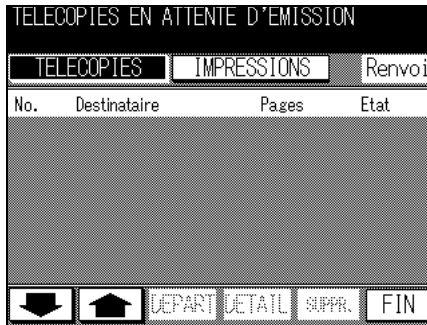 TELECOPIES EN ATTENTE D'EMISSION
TELECOPIES IMPRESSIONS Renvoi
No. Destinataire Pages Etat
DEPART DETAIL SUPPR. FIN